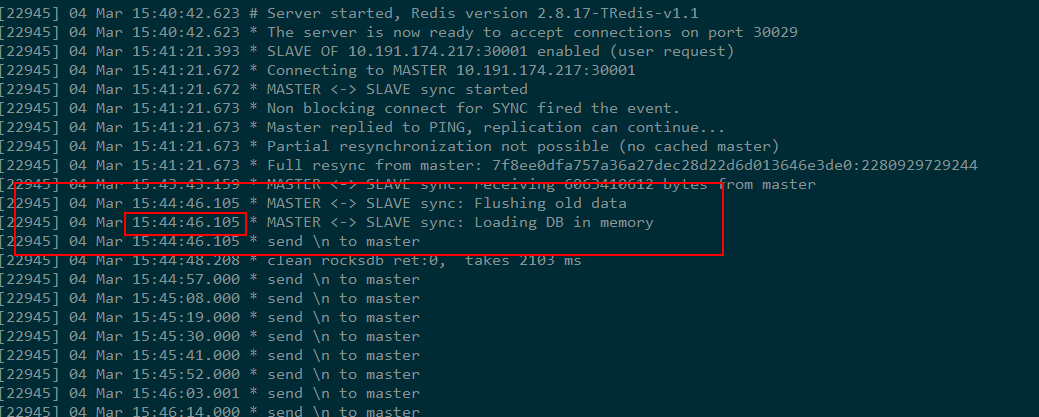 [22945] 04 Mar 15:40:42.623 # Server started, Redis version 2.8.17-TRedis-v1.1
[22945] 04 Mar 15:40:42.623 * The server is now ready to accept connections on port 30029
[22945] 04 Mar 15:41:21.393 * SLAVE OF 10.191.174.217:30001 enabled (user request)
[22945] 04 Mar 15:41:21.672 * Connecting to MASTER 10.191.174.217:30001
[22945] 04 Mar 15:41:21.672 * MASTER <-> SLAVE sync started
[22945] 04 Mar 15:41:21.673 * Non blocking connect for SYNC fired the event.
[22945] 04 Mar 15:41:21.673 * Master replied to PING, replication can continue...
[22945] 04 Mar 15:41:21.673 * Partial resynchronization not possible (no cached master)
[22945] 04 Mar 15:41:21.673 * Full resync from master: 7f8ee0dfa757a36a27dec28d22d6d013646e3de0:2280929729244
[22945] 04 Mar 15:43:43.159 * MASTER <-> SLAVE sync: receiving 6063410612 bytes from master
[22945] 04 Mar 15:44:46.105 * MASTER <-> SLAVE sync: Flushing old data
[22945] 04 Mar 15:44:46.105 * MASTER <-> SLAVE sync: Loading DB in memory
[22945] 04 Mar 15:44:46.105 * send \n to master
[22945] 04 Mar 15:44:48.208 * clean rocksdb ret:0,  takes 2103 ms
[22945] 04 Mar 15:44:57.000 * send \n to master
[22945] 04 Mar 15:45:08.000 * send \n to master
[22945] 04 Mar 15:45:19.000 * send \n to master
[22945] 04 Mar 15:45:30.000 * send \n to master
[22945] 04 Mar 15:45:41.000 * send \n to master
[22945] 04 Mar 15:45:52.000 * send \n to master
[22945] 04 Mar 15:46:03.001 * send \n to master
[22945] 04 Mar 15:46:14.000 * send \n to master